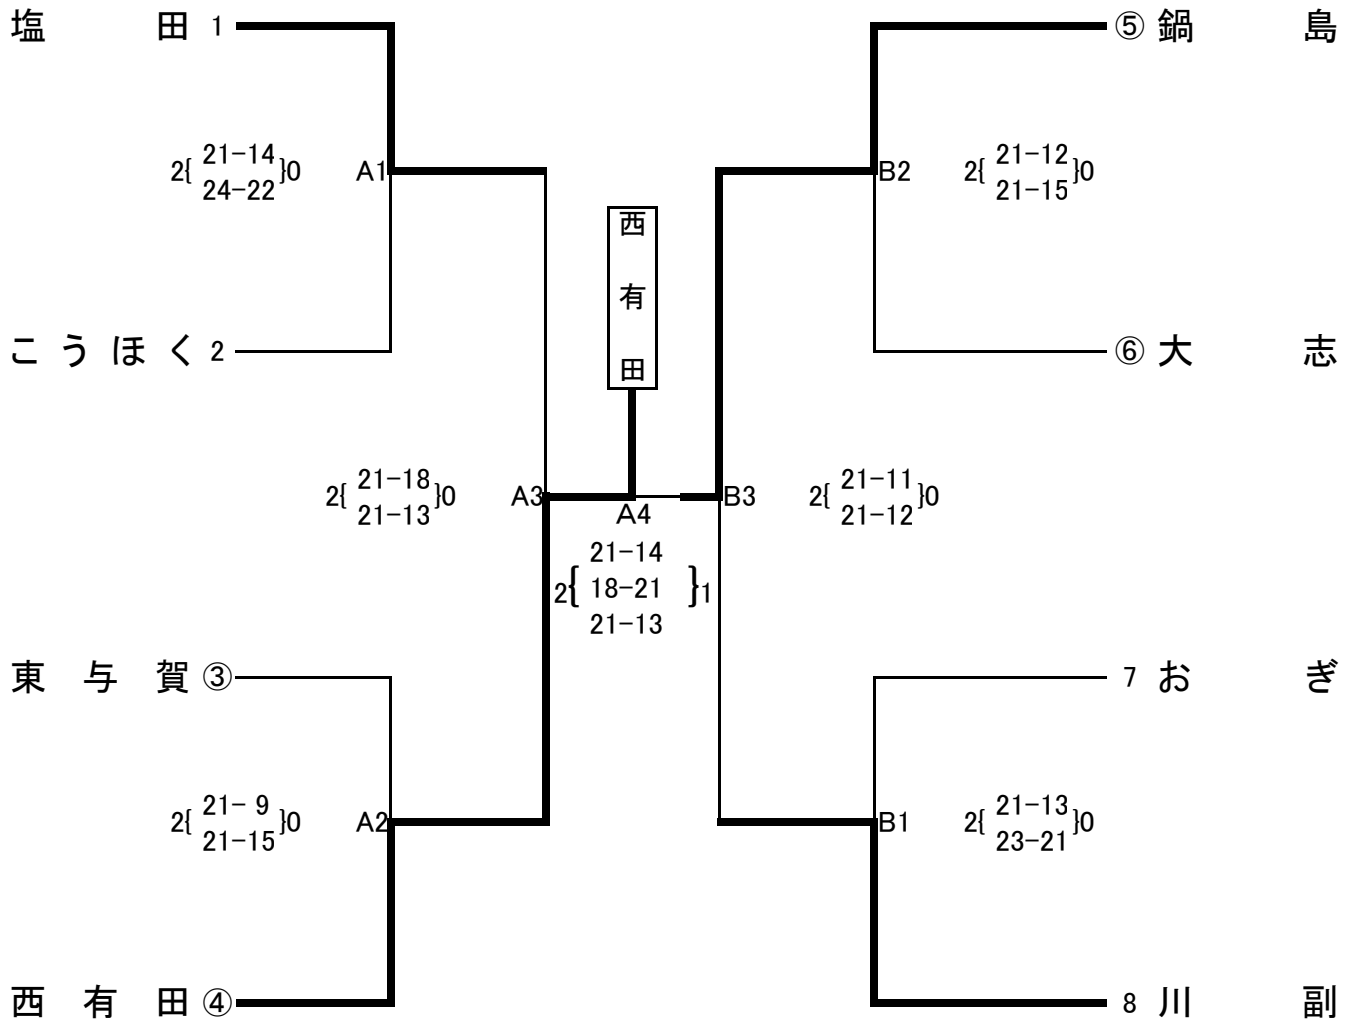 塩田 1
⑤ 鍋島
2{ 21-14 }0
24-22
A1
B2
2{ 21-12 }0
21-15
西有田
こうほく 2
⑥ 大志
2{ 21-18 }0
21-13
A3
B3
2{ 21-11 }0
21-12
A4
21-14
2{ 18-21 }1
21-13
東与賀 ③
7 おぎ
2{ 21- 9 }0
21-15
A2
B1
2{ 21-13 }0
23-21
西有田 ④
8 川副